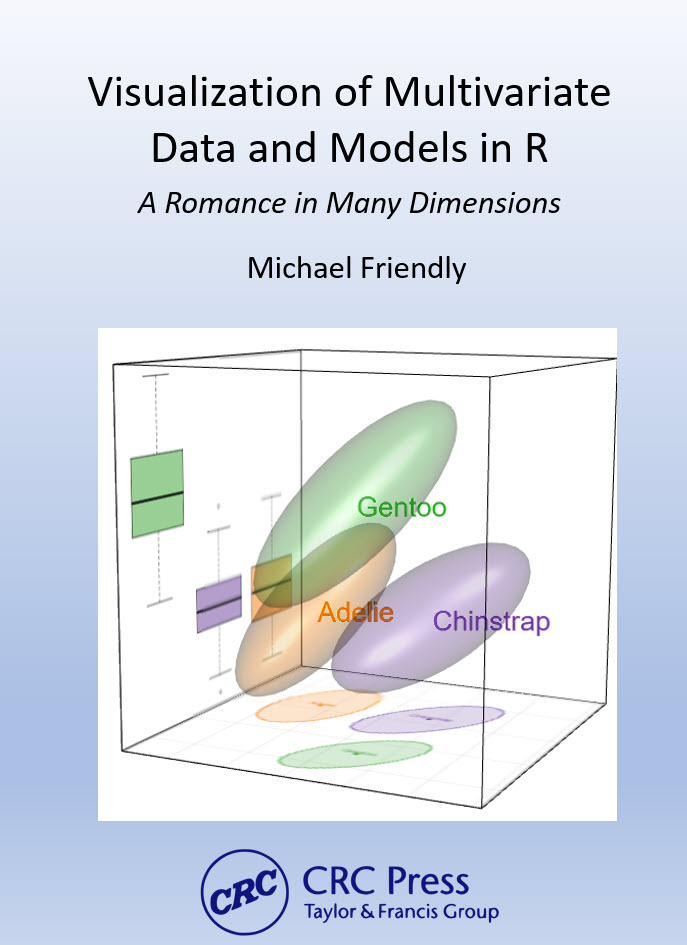 Visualization of Multivariate
Data and Models in R
A Romance in Many Dimensions
Michael Friendly
Gentoo
Adelie
Chinstrap
CRC
CRC Press
Taylor & Francis Group